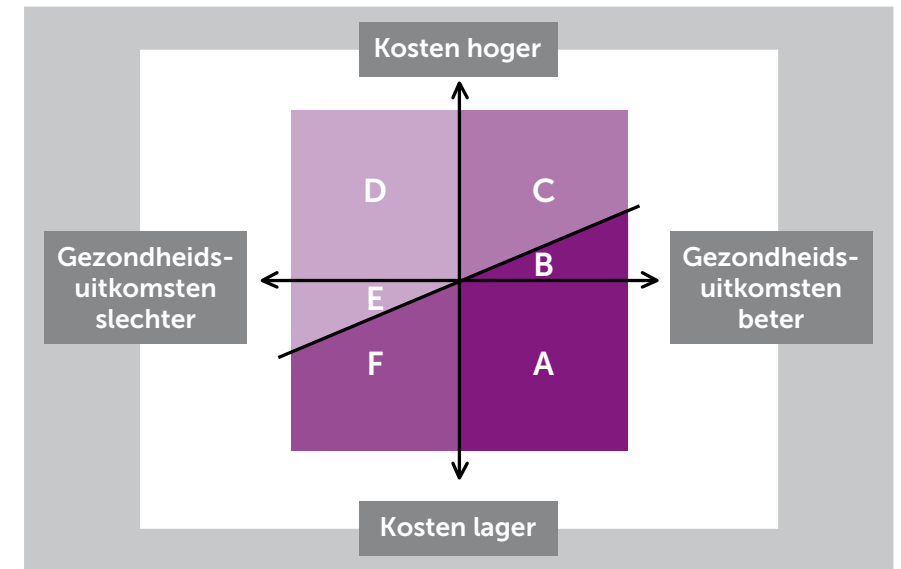 Kosten hoger
D
C
Gezondheids-
uitkomsten
slechter
B
E
Gezondheids-
uitkomsten
beter
F
A
Kosten lager